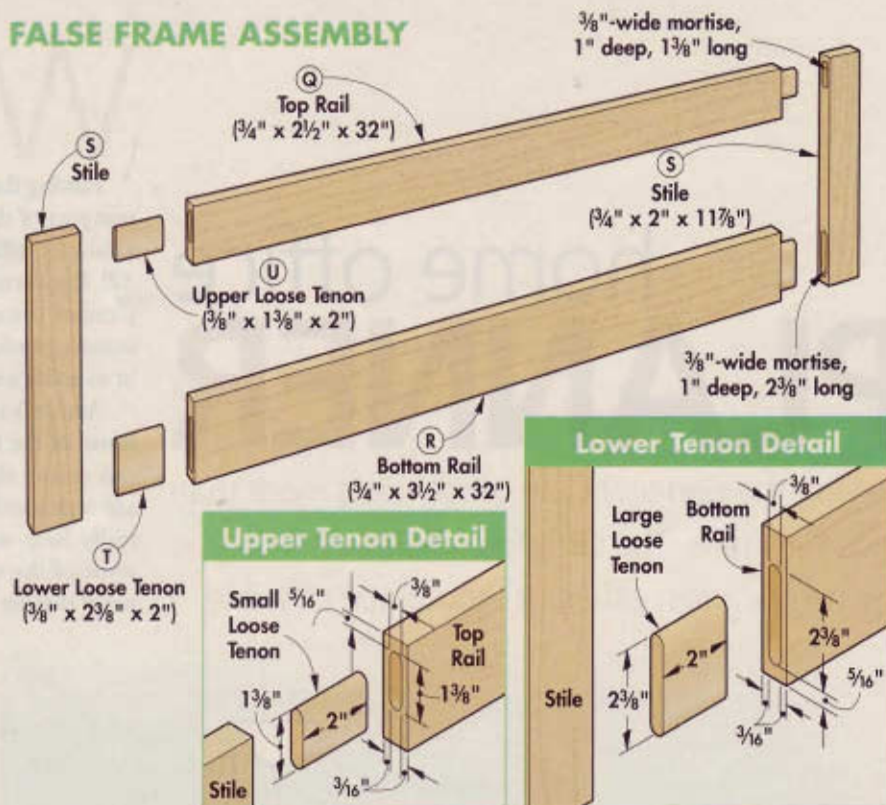 FALSE FRAME ASSEMBLY
3/8"-wide mortise,
1" deep, 1 3/8" long
Q
Top Rail
(3/4" x 2 1/2" x 32")
S
Stile
S
Stile
(3/4" x 2" x 11 7/8")
U
Upper Loose Tenon
(3/8" x 1 3/8" x 2")
3/8"-wide mortise,
1" deep, 2 3/8" long
R
Bottom Rail
(3/4" x 3 1/2" x 32")
T
Lower Loose Tenon
(3/8" x 2 3/8" x 2")
Upper Tenon Detail
Small
Loose
Tenon
5/16"
3/8"
Top
Rail
1 3/8"
2"
1 3/8"
3/16"
Stile
Lower Tenon Detail
3/8"
Large
Loose
Tenon
Bottom
Rail
2"
2 3/8"
2 3/8"
5/16"
3/16"
Stile